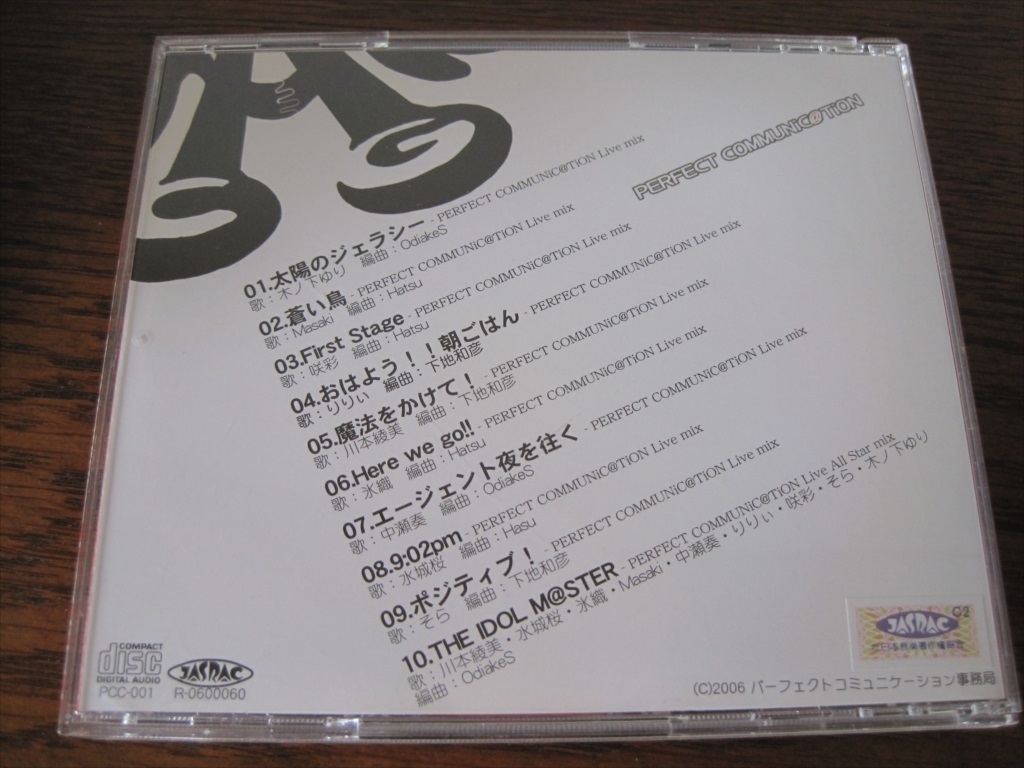 PERFECT COMMUNiC@TiON
01.太陽のジェラシー - PERFECT COMMUNiC@TiON Live mix
歌：木ノ下ゆり 編曲：OdiakeS
02.蒼い鳥 - PERFECT COMMUNiC@TiON Live mix
歌：Masaki 編曲：Hatsu
03.First Stage - PERFECT COMMUNiC@TiON Live mix
歌：咲彩 編曲：Hatsu
04.おはよう！！朝ごはん - PERFECT COMMUNiC@TiON Live mix
歌：りりぃ 編曲：下地和彦
05.魔法をかけて！ - PERFECT COMMUNiC@TiON Live mix
歌：川本綾美 編曲：下地和彦
06.Here we go!! - PERFECT COMMUNiC@TiON Live mix
歌：氷織 編曲：Hatsu
07.エージェント夜を往く - PERFECT COMMUNiC@TiON Live mix
歌：中瀬奏 編曲：OdiakeS
08.9:02pm - PERFECT COMMUNiC@TiON Live mix
歌：水城桜 編曲：Hasu
09.ポジティブ！ - PERFECT COMMUNiC@TiON Live mix
歌：そら 編曲：下地和彦
10.THE IDOL M@STER - PERFECT COMMUNiC@TiON Live All Star mix
歌：川本綾美・水城桜・氷織・Masaki・中瀬奏・りりぃ・咲彩・そら・木ノ下ゆり
編曲：OdiakeS
COMPACT
disc
DIGITAL AUDIO
PCC-001
JASRAC
R-0600060
G2
JASRAC
(C)2006 パーフェクトコミュニケーション事務局